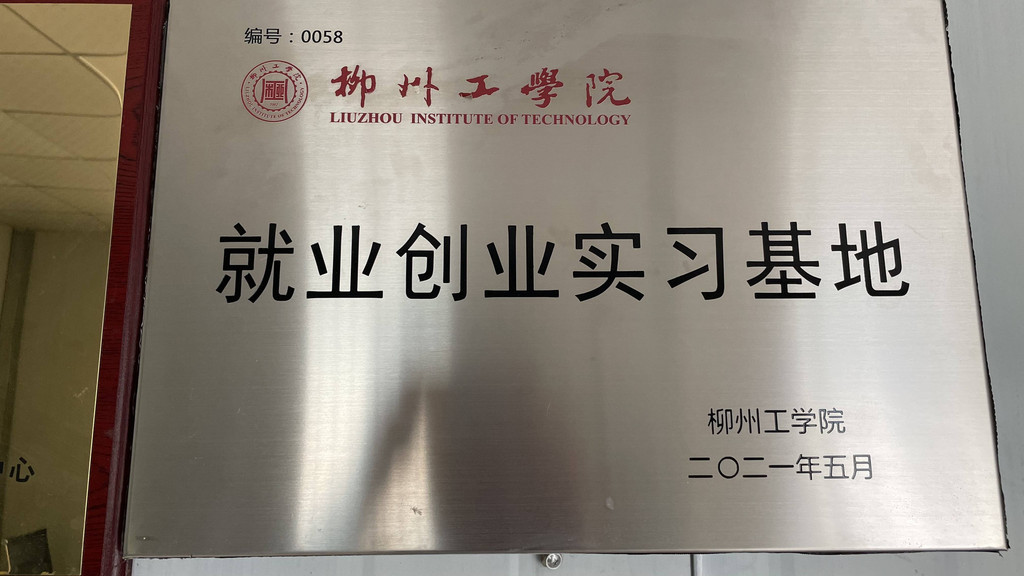 编号：0058
柳州工學院
LIUZHOU INSTITUTE OF TECHNOLOGY
就业创业实习基地
柳州工学院
二〇二一年五月
心